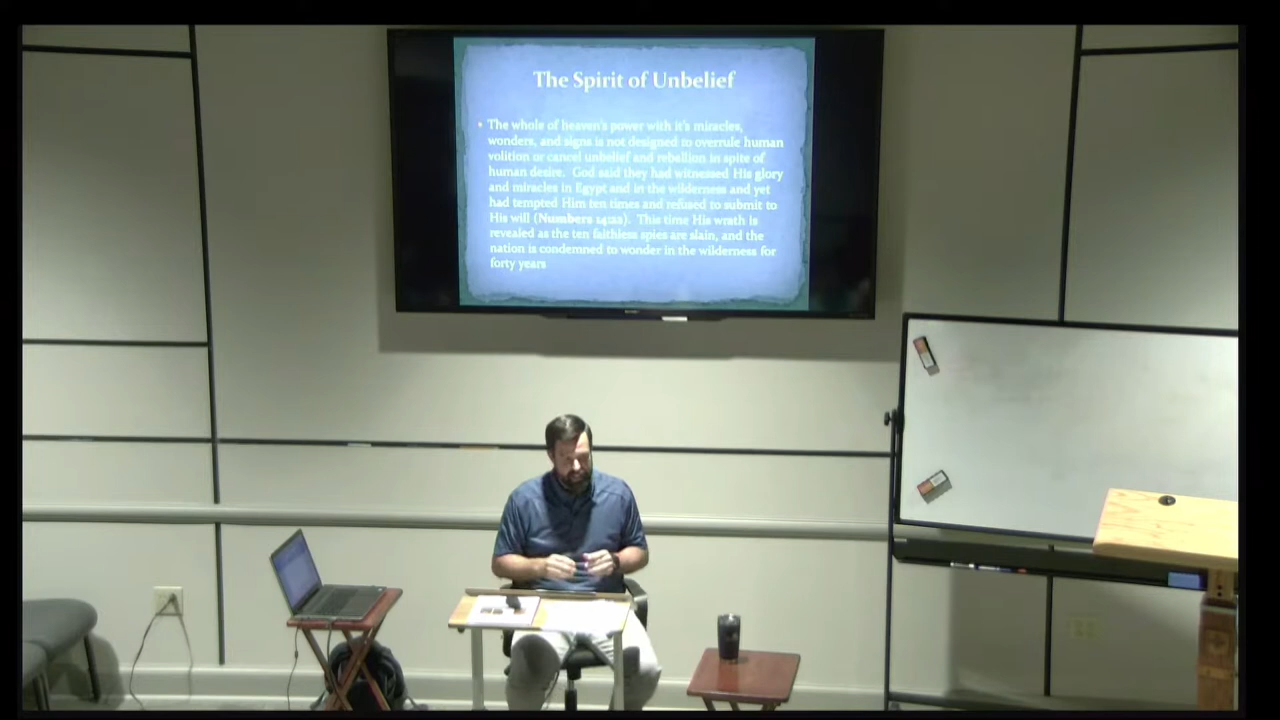 The Spirit of Unbelief
• The whole of heaven's power with it's miracles,
wonders, and signs is not designed to overrule human
volition or cancel unbelief and rebellion in spite of
human desire. God said they had witnessed His glory
and miracles in Egypt and in the wilderness and yet
had tempted Him ten times and refused to submit to
His will (Numbers 14:22). This time His wrath is
revealed as the ten faithless spies are slain, and the
nation is condemned to wonder in the wilderness for
forty years